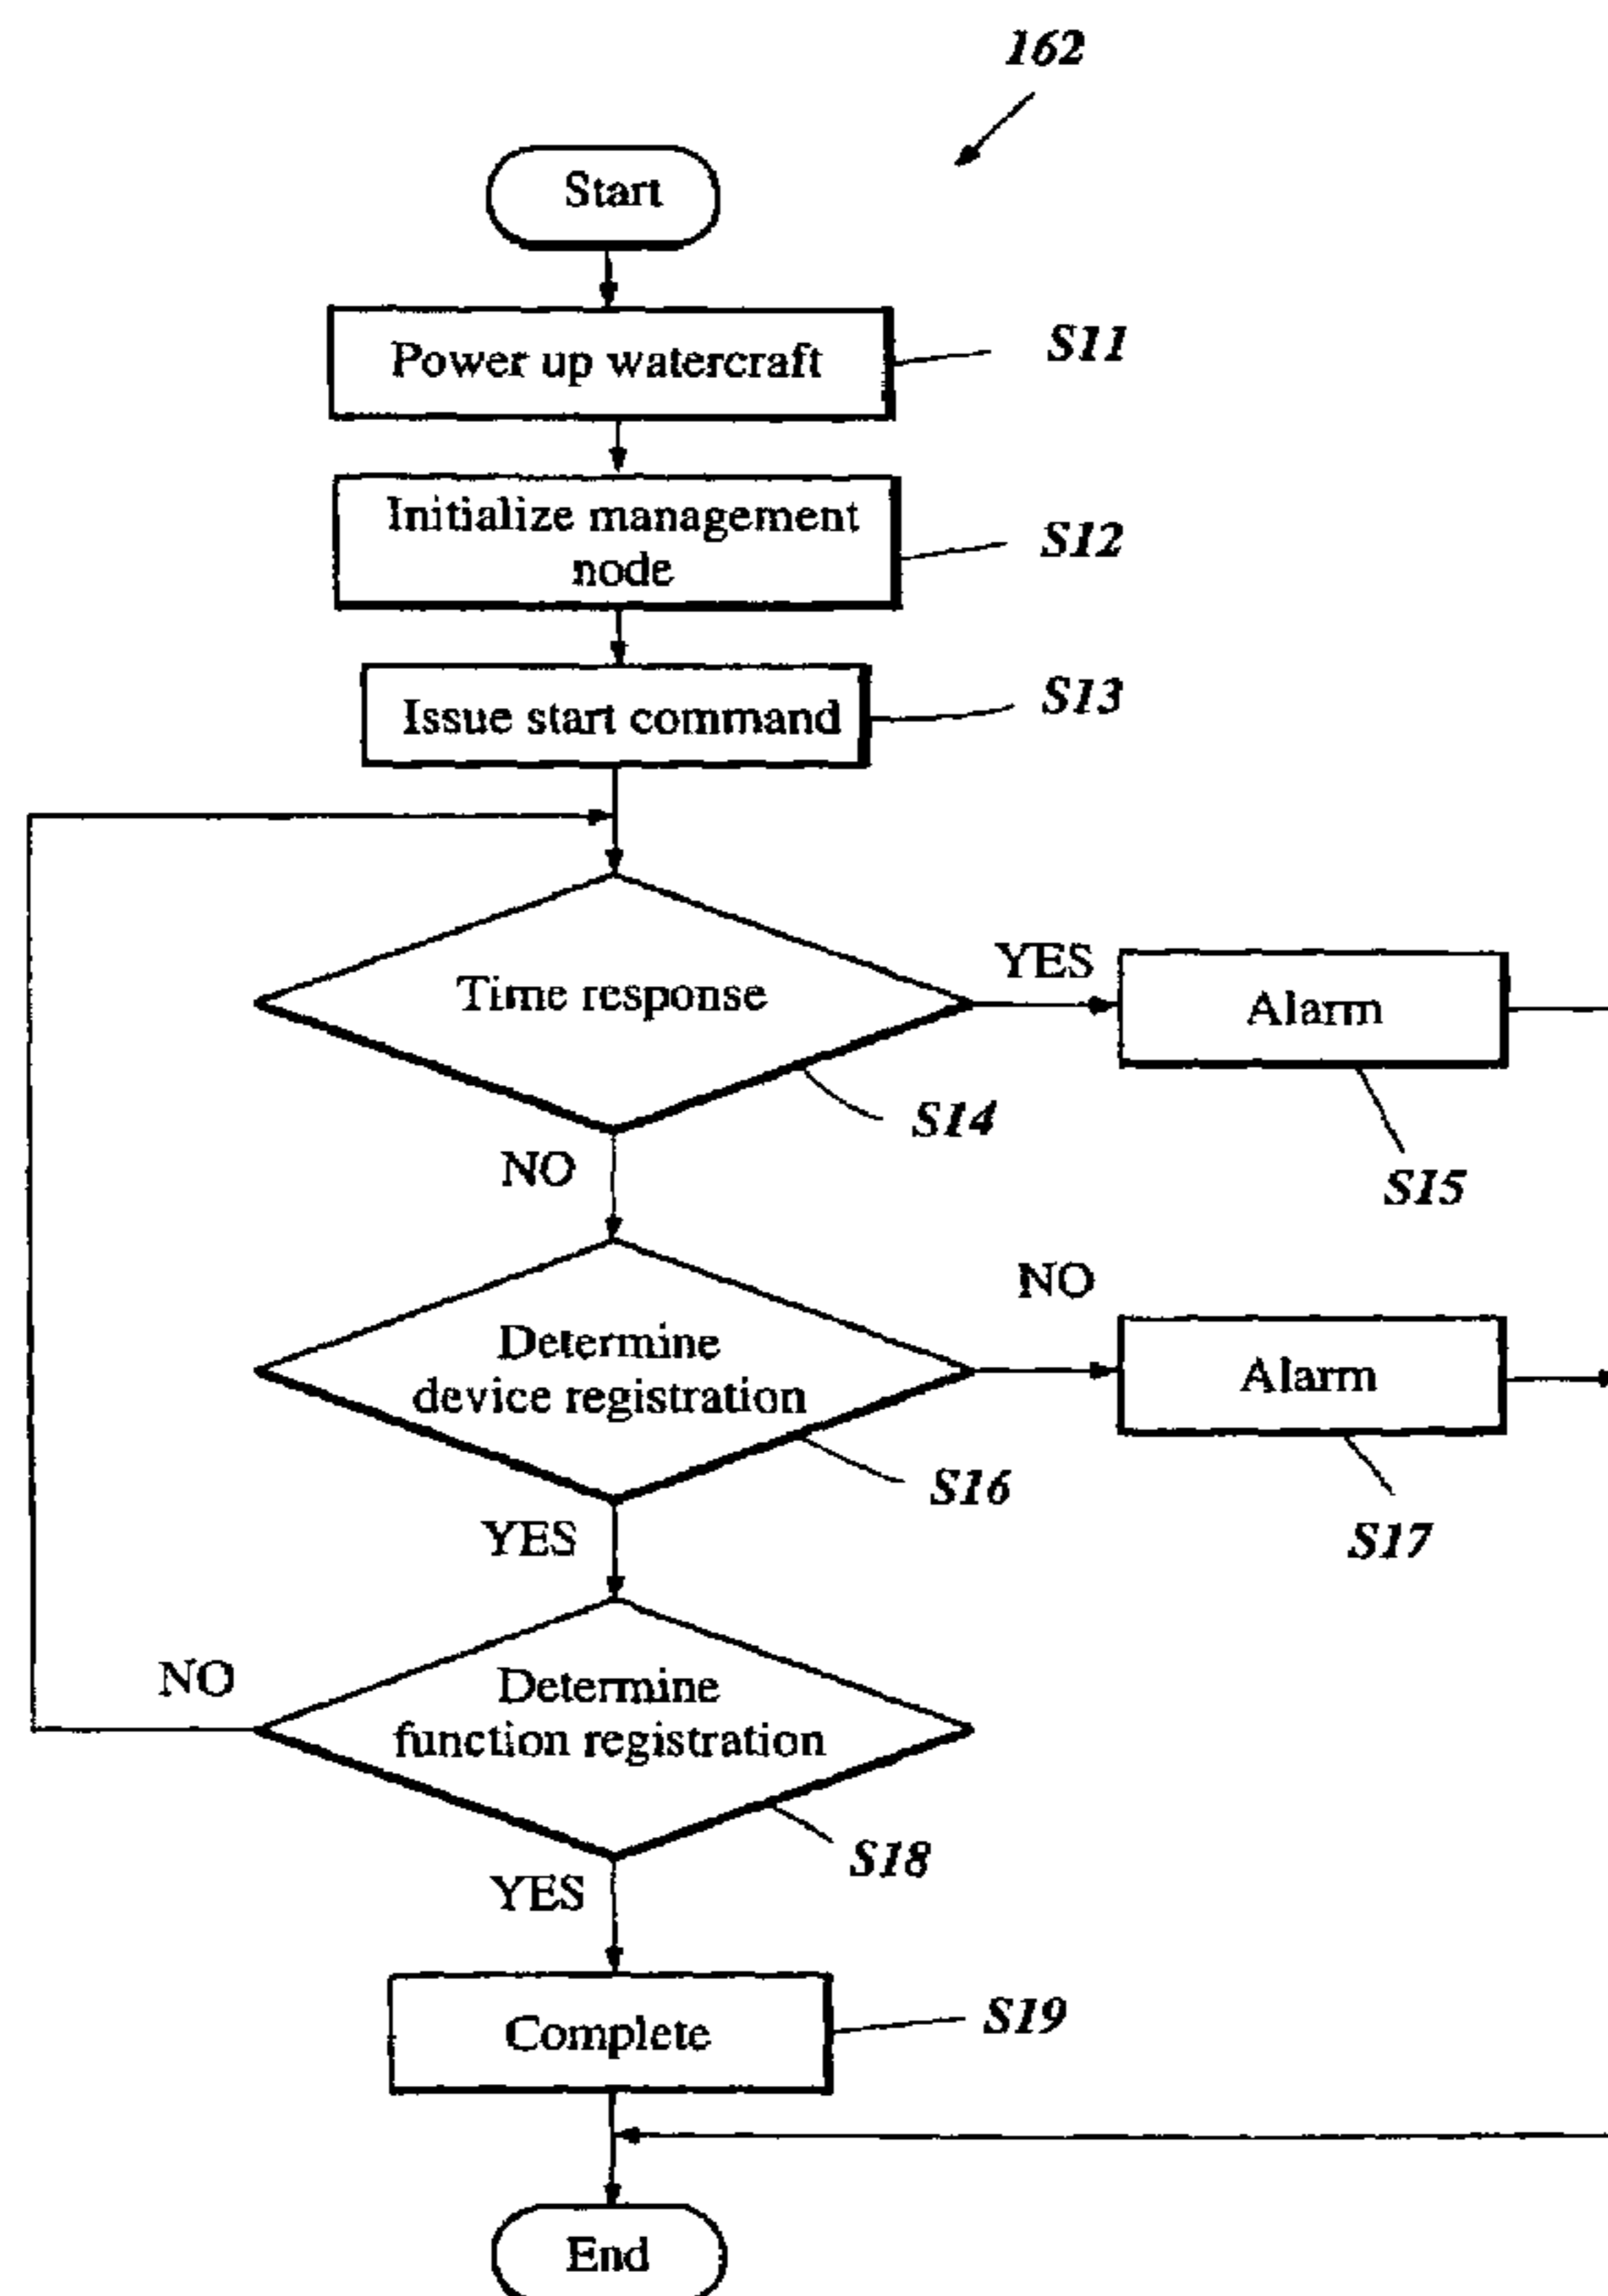 162
Start
Power up watercraft
S11
Initialize management
node
S12
Issue start command
S13
Time response
YES
Alarm
S14
S15
NO
Determine
device registration
NO
Alarm
S16
S17
YES
Determine
function registration
NO
S18
YES
Complete
S19
End